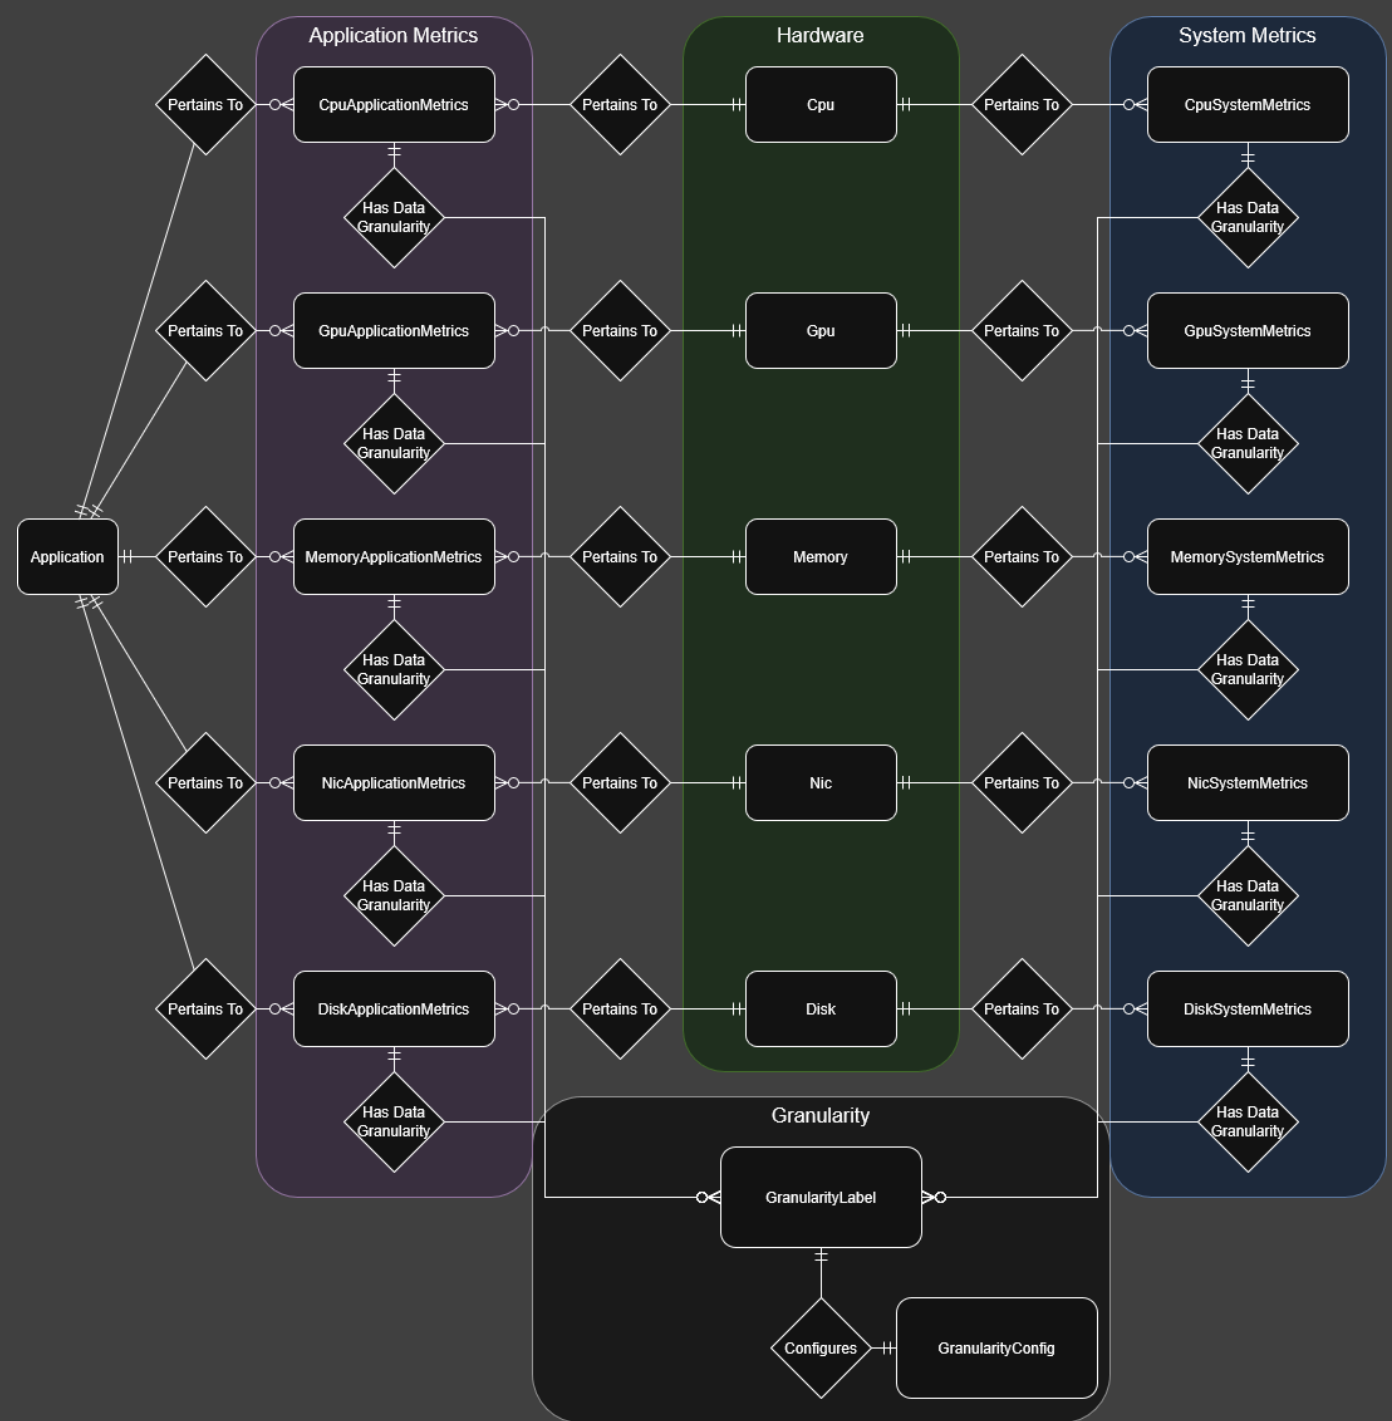 Application Metrics
Hardware
System Metrics
Pertains To
CpuApplicationMetrics
Pertains To
Cpu
Pertains To
CpuSystemMetrics
Has Data
Granularity
Has Data
Granularity
Pertains To
GpuApplicationMetrics
Pertains To
Gpu
Pertains To
GpuSystemMetrics
Has Data
Granularity
Has Data
Granularity
Application
Pertains To
MemoryApplicationMetrics
Pertains To
Memory
Pertains To
MemorySystemMetrics
Has Data
Granularity
Has Data
Granularity
Pertains To
NicApplicationMetrics
Pertains To
Nic
Pertains To
NicSystemMetrics
Has Data
Granularity
Has Data
Granularity
Pertains To
DiskApplicationMetrics
Pertains To
Disk
Pertains To
DiskSystemMetrics
Has Data
Granularity
Has Data
Granularity
Granularity
GranularityLabel
Configures
GranularityConfig